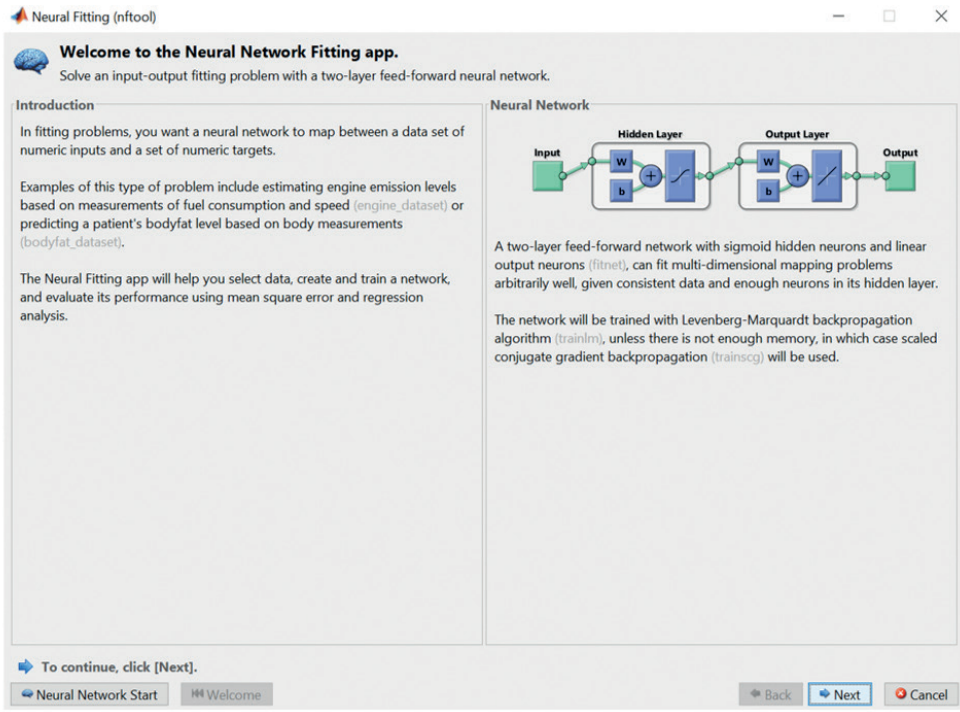 Neural Fitting (nftool)
Welcome to the Neural Network Fitting app.
Solve an input-output fitting problem with a two-layer feed-forward neural network.
Introduction
In fitting problems, you want a neural network to map between a data set of
numeric inputs and a set of numeric targets.
Examples of this type of problem include estimating engine emission levels
based on measurements of fuel consumption and speed (engine_dataset) or
predicting a patient's bodyfat level based on body measurements
(bodyfat_dataset).
The Neural Fitting app will help you select data, create and train a network,
and evaluate its performance using mean square error and regression
analysis.
Neural Network
Hidden Layer
Output Layer
Input
Output
W
b
+
W
b
+
A two-layer feed-forward network with sigmoid hidden neurons and linear
output neurons (fitnet), can fit multi-dimensional mapping problems
arbitrarily well, given consistent data and enough neurons in its hidden layer.
The network will be trained with Levenberg-Marquardt backpropagation
algorithm (trainlm), unless there is not enough memory, in which case scaled
conjugate gradient backpropagation (trainscg) will be used.
To continue, click [Next].
Neural Network Start
Welcome
Back
Next
Cancel